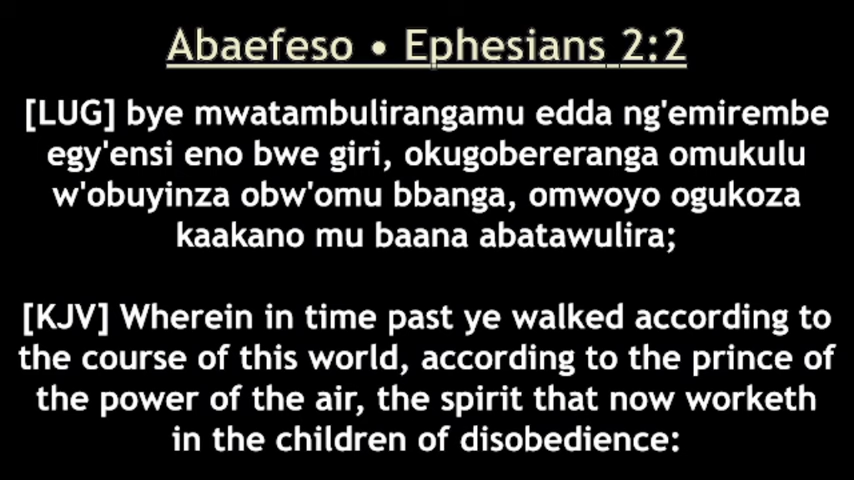 Abaefeso • Ephesians 2:2
[LUG] bye mwatambulirangamu edda ng'emirembe
egy'ensi eno bwe giri, okugobereranga omukulu
w'obuyinza obw'omu bbanga, omwoyo ogukoza
kaakano mu baana abatawulira;
[KJV] Wherein in time past ye walked according to
the course of this world, according to the prince of
the power of the air, the spirit that now worketh
in the children of disobedience: